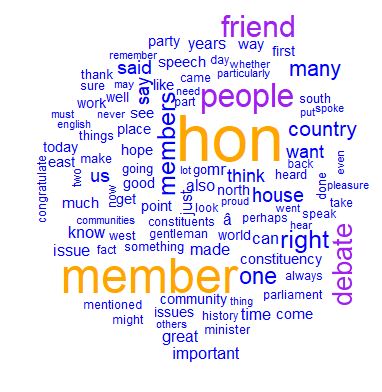 friend
party years way first
remember
thank said speech day whether
many
sure may say like came particularly
work well members see need people south
must never part put spoke
english things place country
today hope want back even
east make us going lot gomr think heard done pleasure
congratulate two now good also north house
much get just look proud went take
communities point constituents â perhaps speak
know west gentleman world can right hear debate
issue fact something made constituency
hon
member one always
mentioned community thing parliament
might issues history time come
others minister
great
important